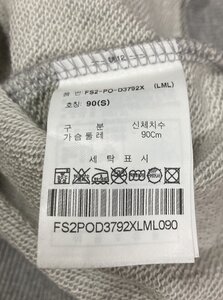 품 번 FS2-PO-D3792X (LML)
호칭 90(S)
구 분 신체치수
가슴둘레 90Cm
세 탁 표 시
FS2POD3792XLML090